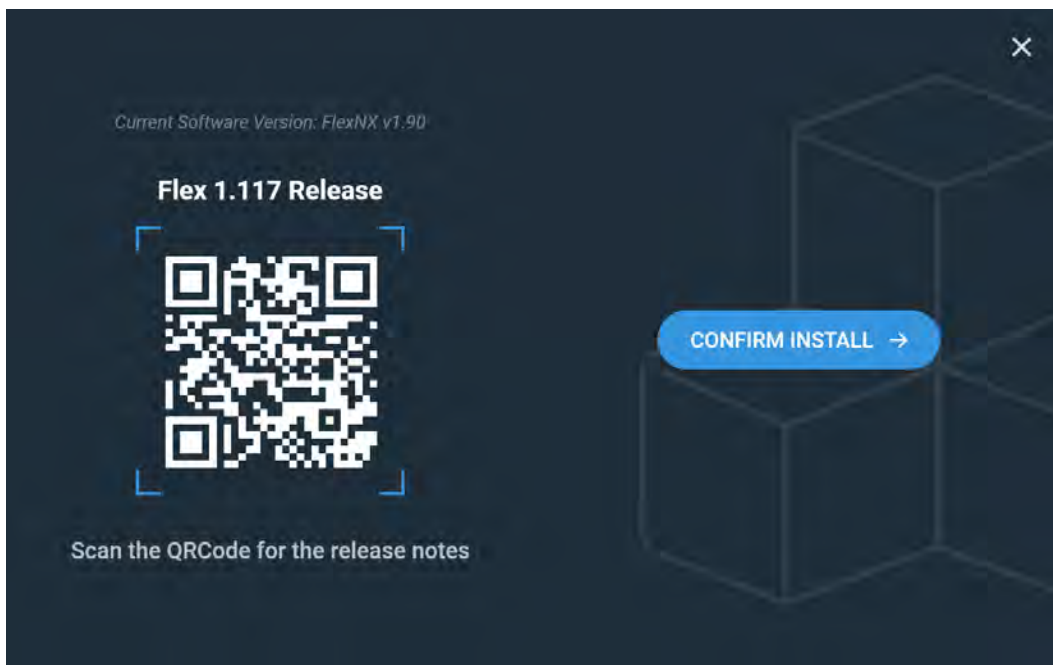 Current Software Version: FlexNX v1.90
Flex 1.117 Release
Scan the QRCode for the release notes
CONFIRM INSTALL